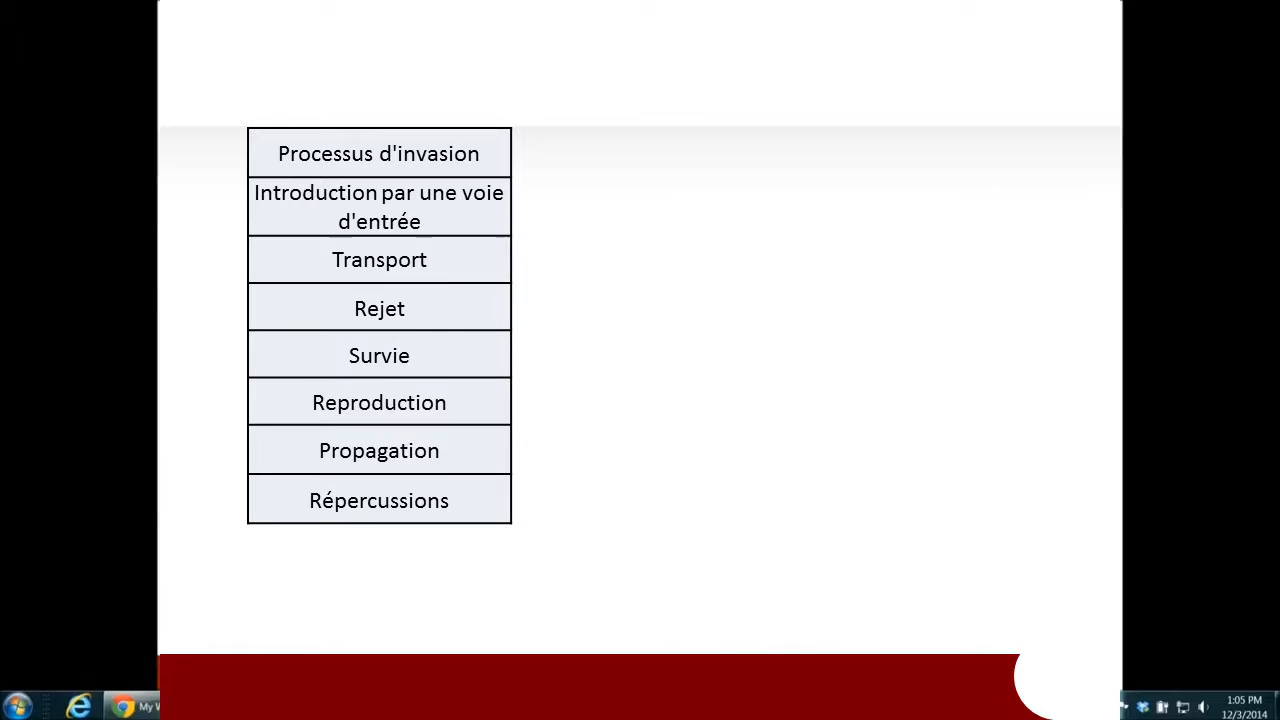 Processus d'invasion
Introduction par une voie
d'entrée
Transport
Rejet
Survie
Reproduction
Propagation
Répercussions
My W
1:05 PM
12/3/2014